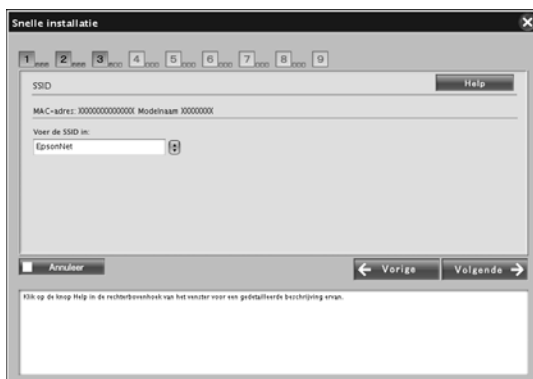 Snelle installatie
1 2 3 4 5 6 7 8 9
SSID
Help
MAC-adres: XXXXXXXXXXXXXX Modelnaam XXXXXXXX
Voer de SSID in:
EpsonNet
Annuleer
Vorige
Volgende
Klik op de knop Help in de rechterbovenhoek van het venster voor een gedetailleerde beschrijving ervan.